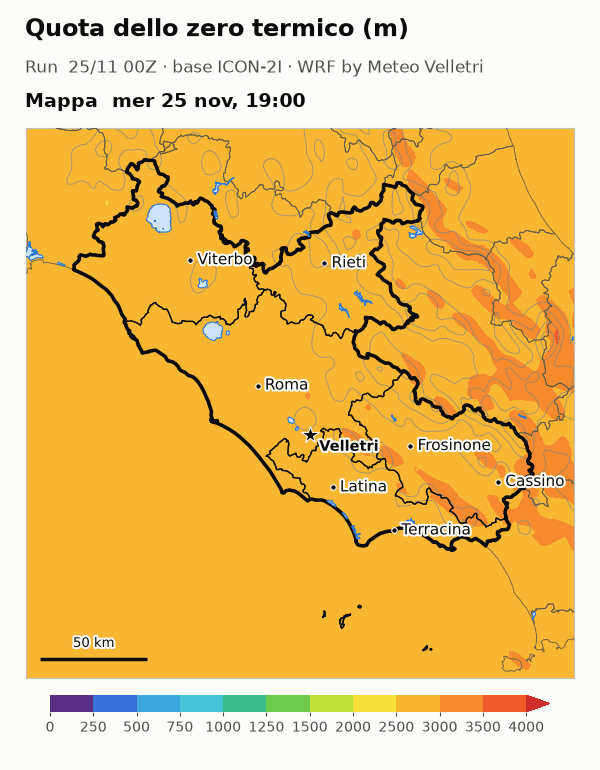 Quota dello zero termico (m)
Run  25/11 00Z · base ICON-2I · WRF by Meteo Velletri
Mappa  mer 25 nov, 19:00
Viterbo
Rieti
Roma
Velletri
Frosinone
Latina
Cassino
Terracina
50 km
0 250 500 750 1000 1250 1500 2000 2500 3000 3500 4000